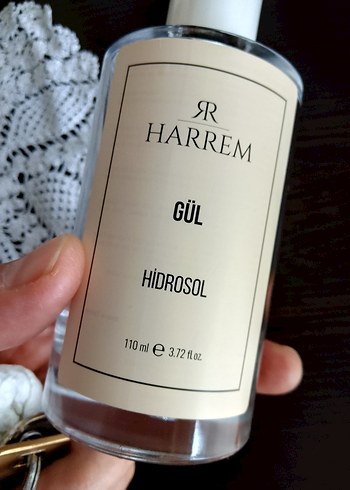 RR
HARREM
GÜL
HİDROSOL
110 ml e 3.72 fl.oz.